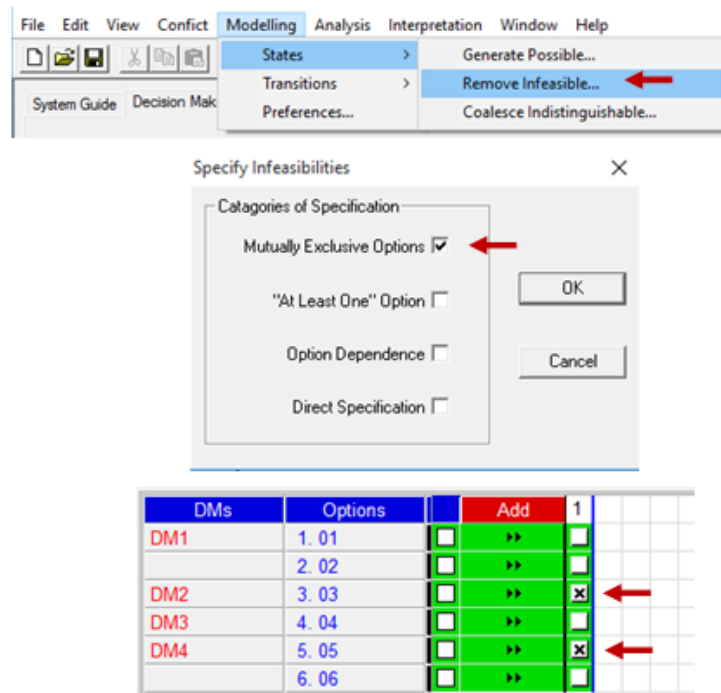 File Edit View Confict Modelling Analysis Interpretation Window Help
States > Generate Possible...
Transitions > Remove Infeasible...
Preferences... Coalesce Indistinguishable...
System Guide Decision Mak
Specify Infeasibilities
Catagories of Specification
Mutually Exclusive Options
OK
"At Least One" Option
Option Dependence
Cancel
Direct Specification
DMs Options Add 1
DM1 1. 01
2. 02
DM2 3. 03
DM3 4. 04
DM4 5. 05
6. 06